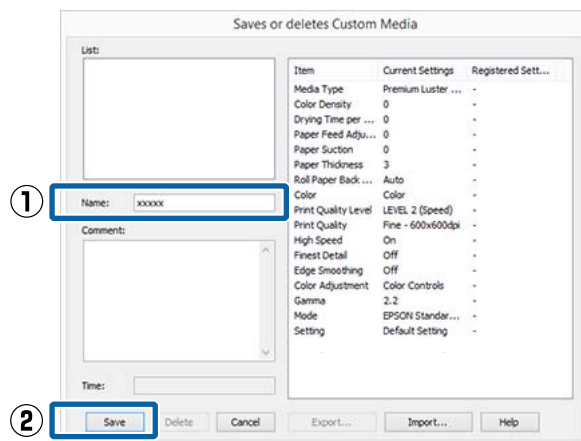 Saves or deletes Custom Media
List:
Item Current Settings Registered Sett...
Media Type Premium Luster ... -
Color Density 0 -
Drying Time per ... 0 -
Paper Feed Adju... 0 -
Paper Suction 0 -
Paper Thickness 3 -
Roll Paper Back ... Auto -
Color Color -
Print Quality Level LEVEL 2 (Speed) -
Print Quality Fine - 600x600dpi -
High Speed On -
Finest Detail Off -
Edge Smoothing Off -
Color Adjustment Color Controls -
Gamma 2.2 -
Mode EPSON Standar... -
Setting Default Setting -
① Name: xxxxx
Comment:
Time:
② Save Delete Cancel Export... Import... Help